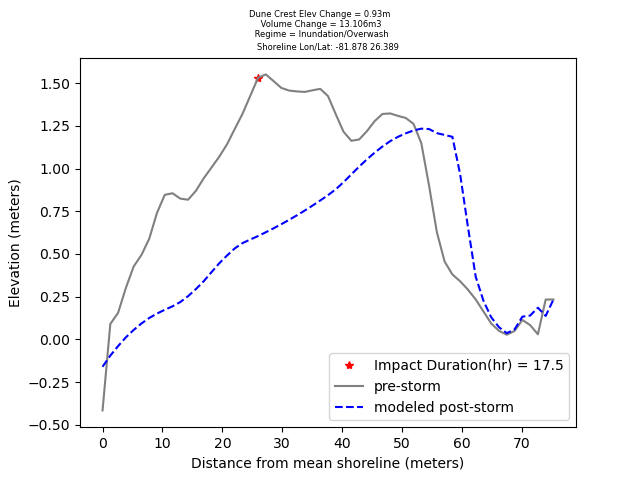 Dune Crest Elev Change = 0.93m
Volume Change = 13.106m3
Regime = Inundation/Overwash
Shoreline Lon/Lat: -81.878 26.389
1.50
1.25
1.00
0.75
0.50
0.25
0.00
−0.25
−0.50
Elevation (meters)
Impact Duration(hr) = 17.5
pre-storm
modeled post-storm
0 10 20 30 40 50 60 70
Distance from mean shoreline (meters)